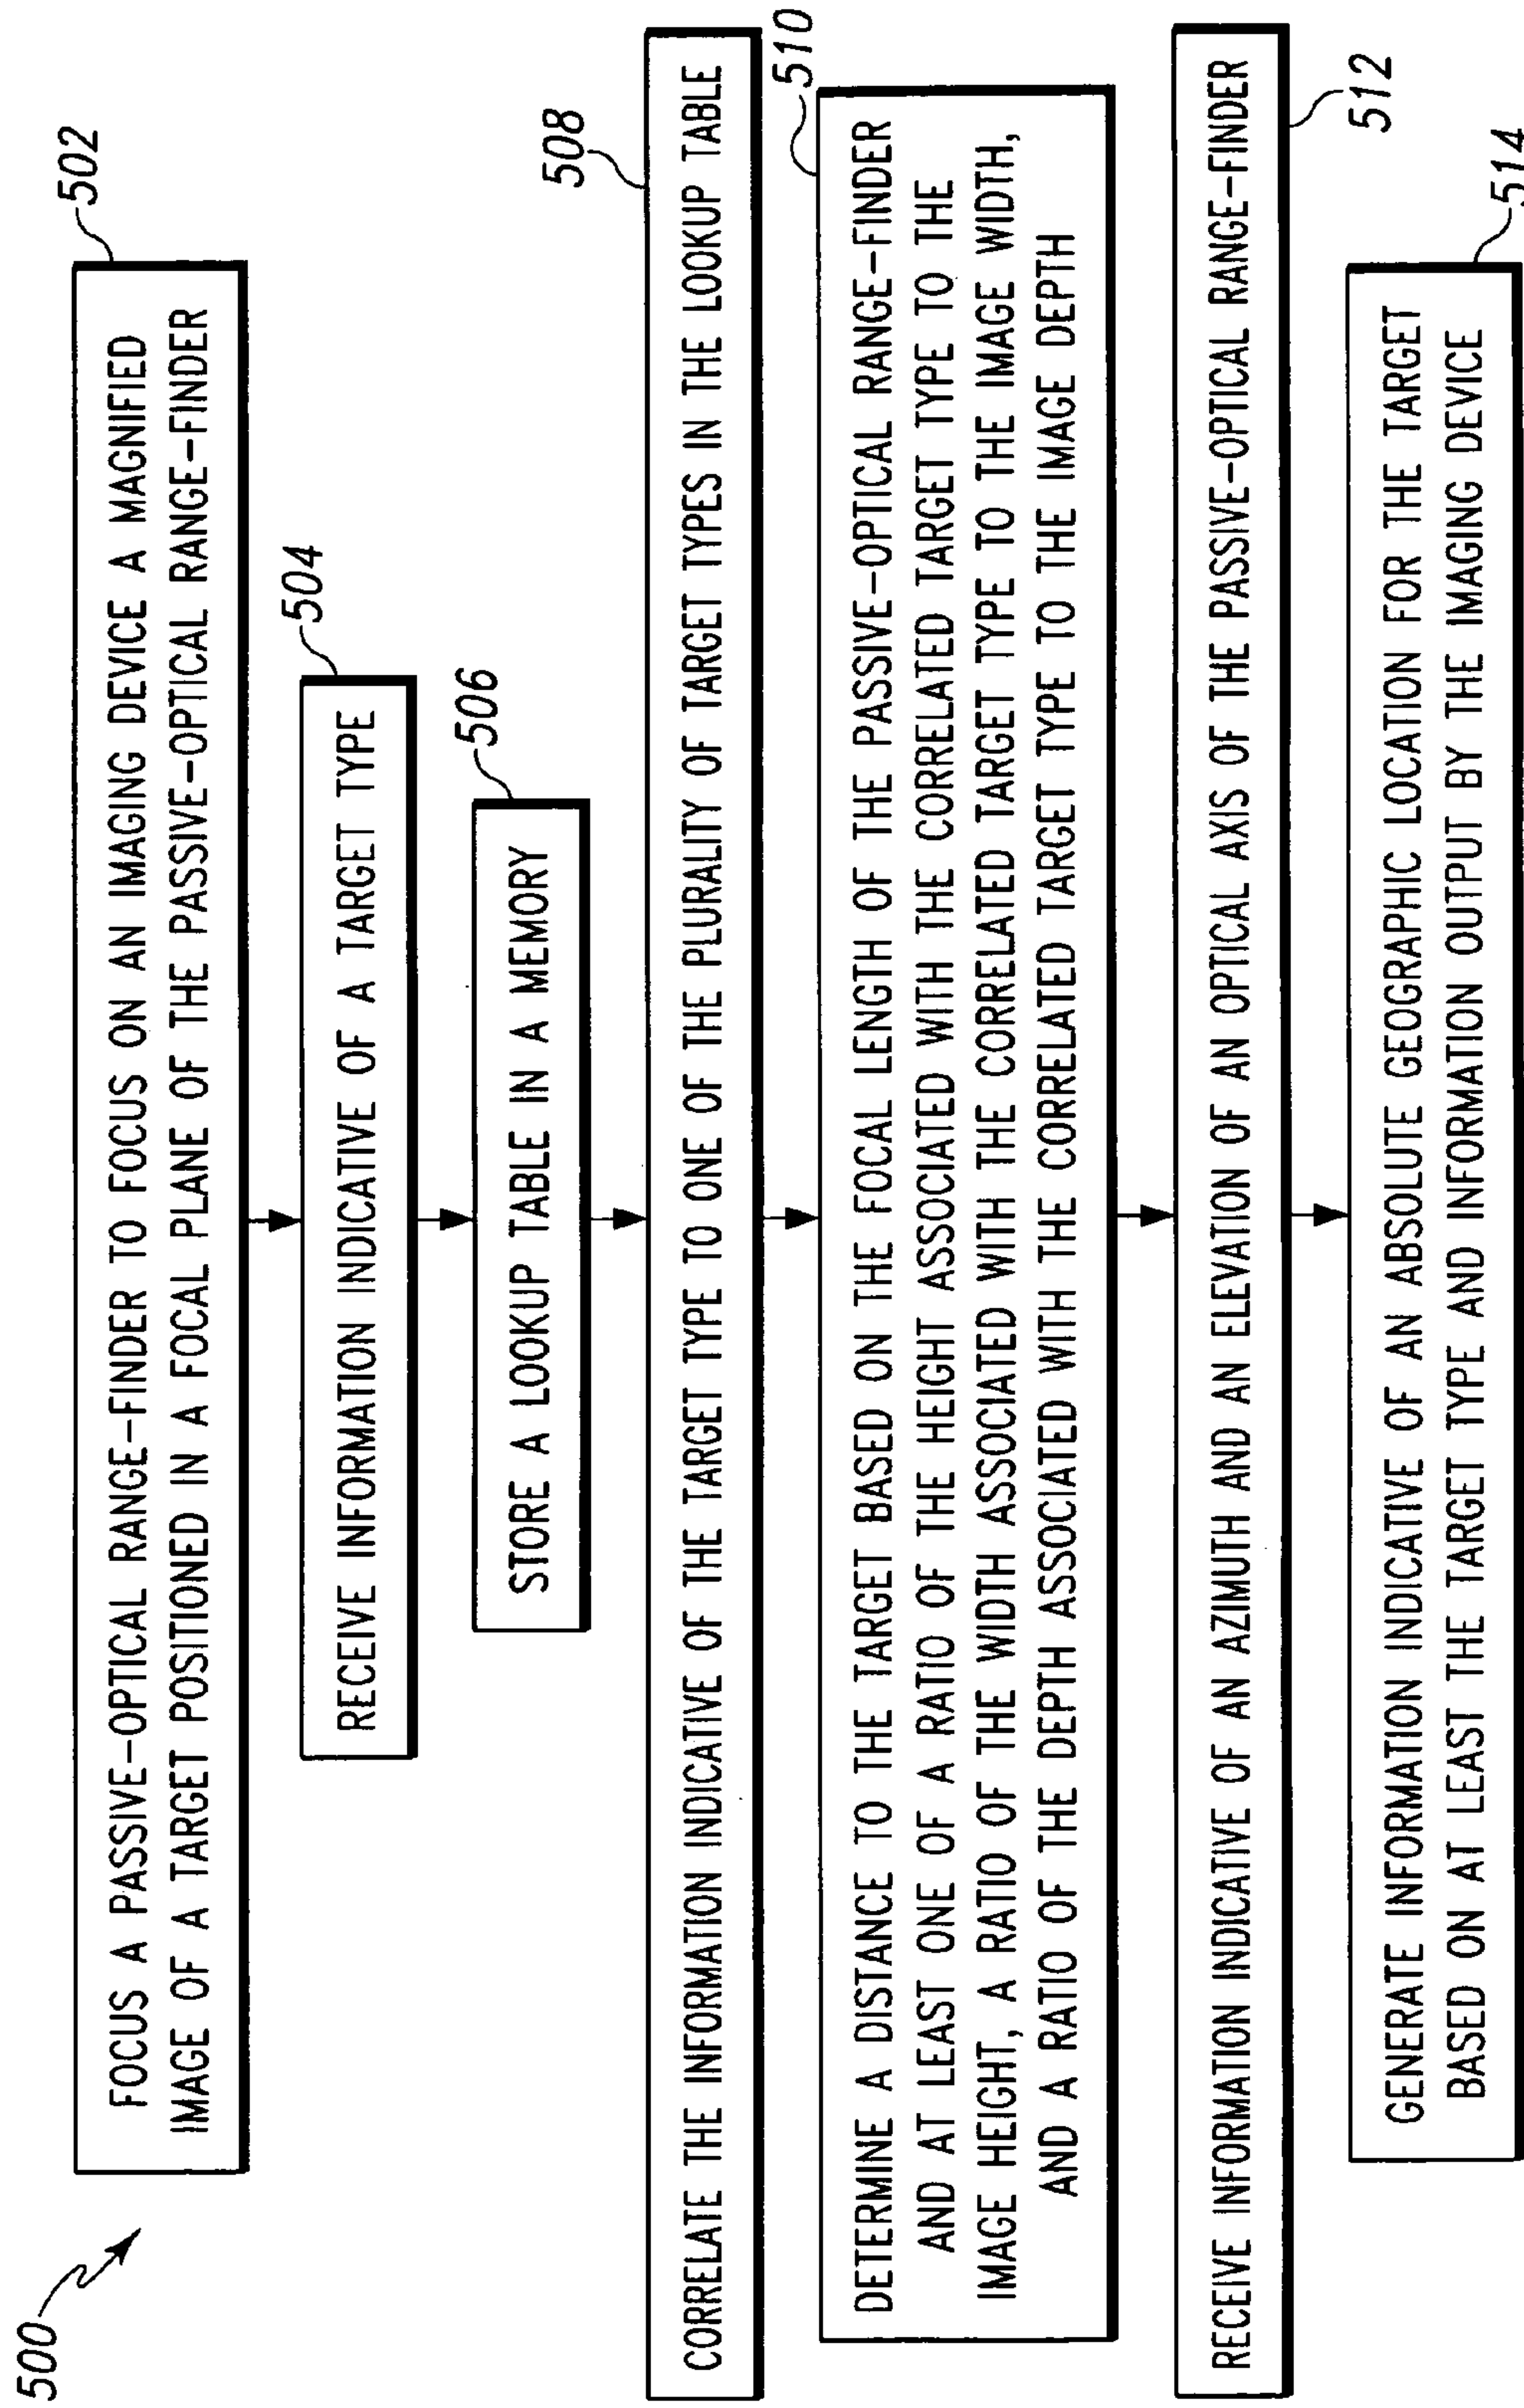 500
502
FOCUS A PASSIVE-OPTICAL RANGE-FINDER TO FOCUS ON AN IMAGING DEVICE A MAGNIFIED
IMAGE OF A TARGET POSITIONED IN A FOCAL PLANE OF THE PASSIVE-OPTICAL RANGE-FINDER
504
RECEIVE INFORMATION INDICATIVE OF A TARGET TYPE
506
STORE A LOOKUP TABLE IN A MEMORY
508
CORRELATE THE INFORMATION INDICATIVE OF THE TARGET TYPE TO ONE OF THE PLURALITY OF TARGET TYPES IN THE LOOKUP TABLE
510
DETERMINE A DISTANCE TO THE TARGET BASED ON THE FOCAL LENGTH OF THE PASSIVE-OPTICAL RANGE-FINDER
AND AT LEAST ONE OF A RATIO OF THE HEIGHT ASSOCIATED WITH THE CORRELATED TARGET TYPE TO THE
IMAGE HEIGHT, A RATIO OF THE WIDTH ASSOCIATED WITH THE CORRELATED TARGET TYPE TO THE IMAGE WIDTH,
AND A RATIO OF THE DEPTH ASSOCIATED WITH THE CORRELATED TARGET TYPE TO THE IMAGE DEPTH
RECEIVE INFORMATION INDICATIVE OF AN AZIMUTH AND AN ELEVATION OF AN OPTICAL AXIS OF THE PASSIVE-OPTICAL RANGE-FINDER
512
GENERATE INFORMATION INDICATIVE OF AN ABSOLUTE GEOGRAPHIC LOCATION FOR THE TARGET
BASED ON AT LEAST THE TARGET TYPE AND INFORMATION OUTPUT BY THE IMAGING DEVICE
514